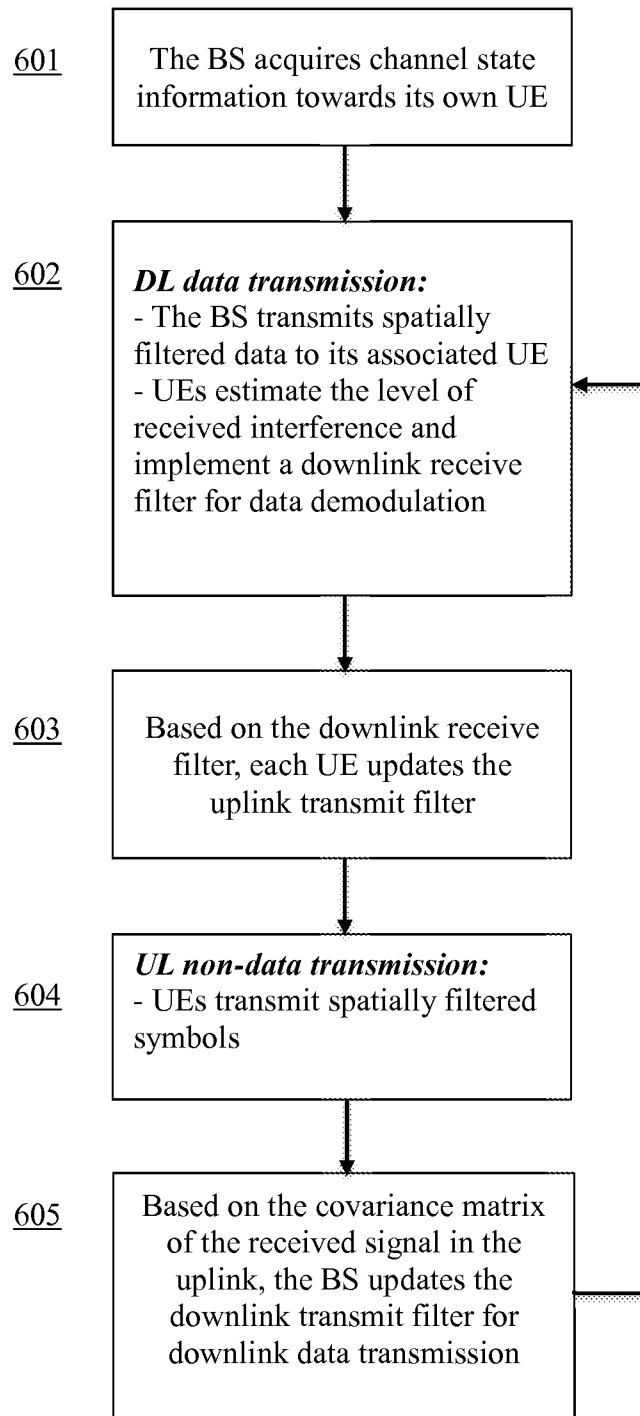 601
The BS acquires channel state
information towards its own UE
602
DL data transmission:
- The BS transmits spatially
filtered data to its associated UE
- UEs estimate the level of
received interference and
implement a downlink receive
filter for data demodulation
603
Based on the downlink receive
filter, each UE updates the
uplink transmit filter
604
UL non-data transmission:
- UEs transmit spatially filtered
symbols
605
Based on the covariance matrix
of the received signal in the
uplink, the BS updates the
downlink transmit filter for
downlink data transmission